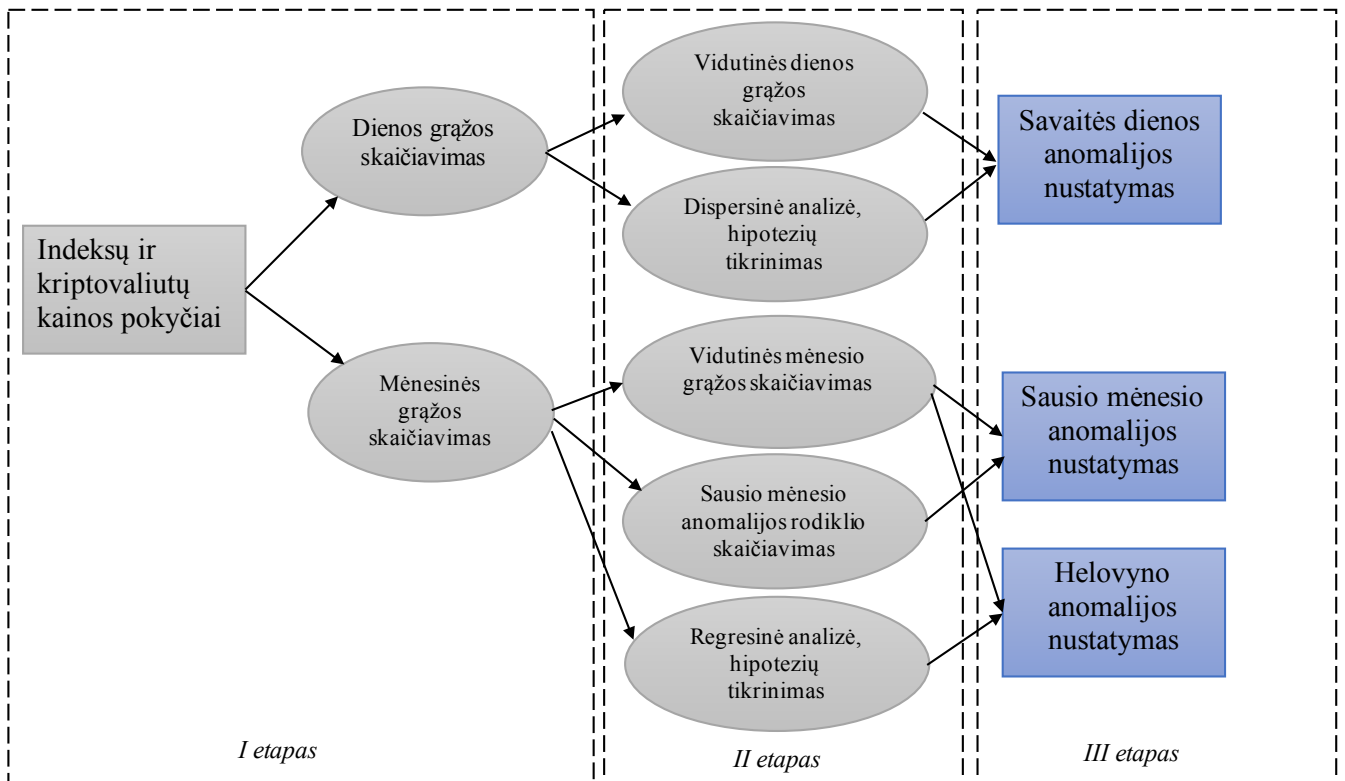 Indeksų ir
kriptovaliutų
kainos pokyčiai
Dienos grąžos
skaičiavimas
Mėnesinės
grąžos
skaičiavimas
I etapas
Vidutinės dienos
grąžos
skaičiavimas
Dispersinė analizė,
hipotezių
tikrinimas
Vidutinės mėnesio
grąžos skaičiavimas
Sausio mėnesio
anomalijos rodiklio
skaičiavimas
Regresinė analizė,
hipotezių
tikrinimas
II etapas
Savaitės dienos
anomalijos
nustatymas
Sausio mėnesio
anomalijos
nustatymas
Helovyno
anomalijos
nustatymas
III etapas